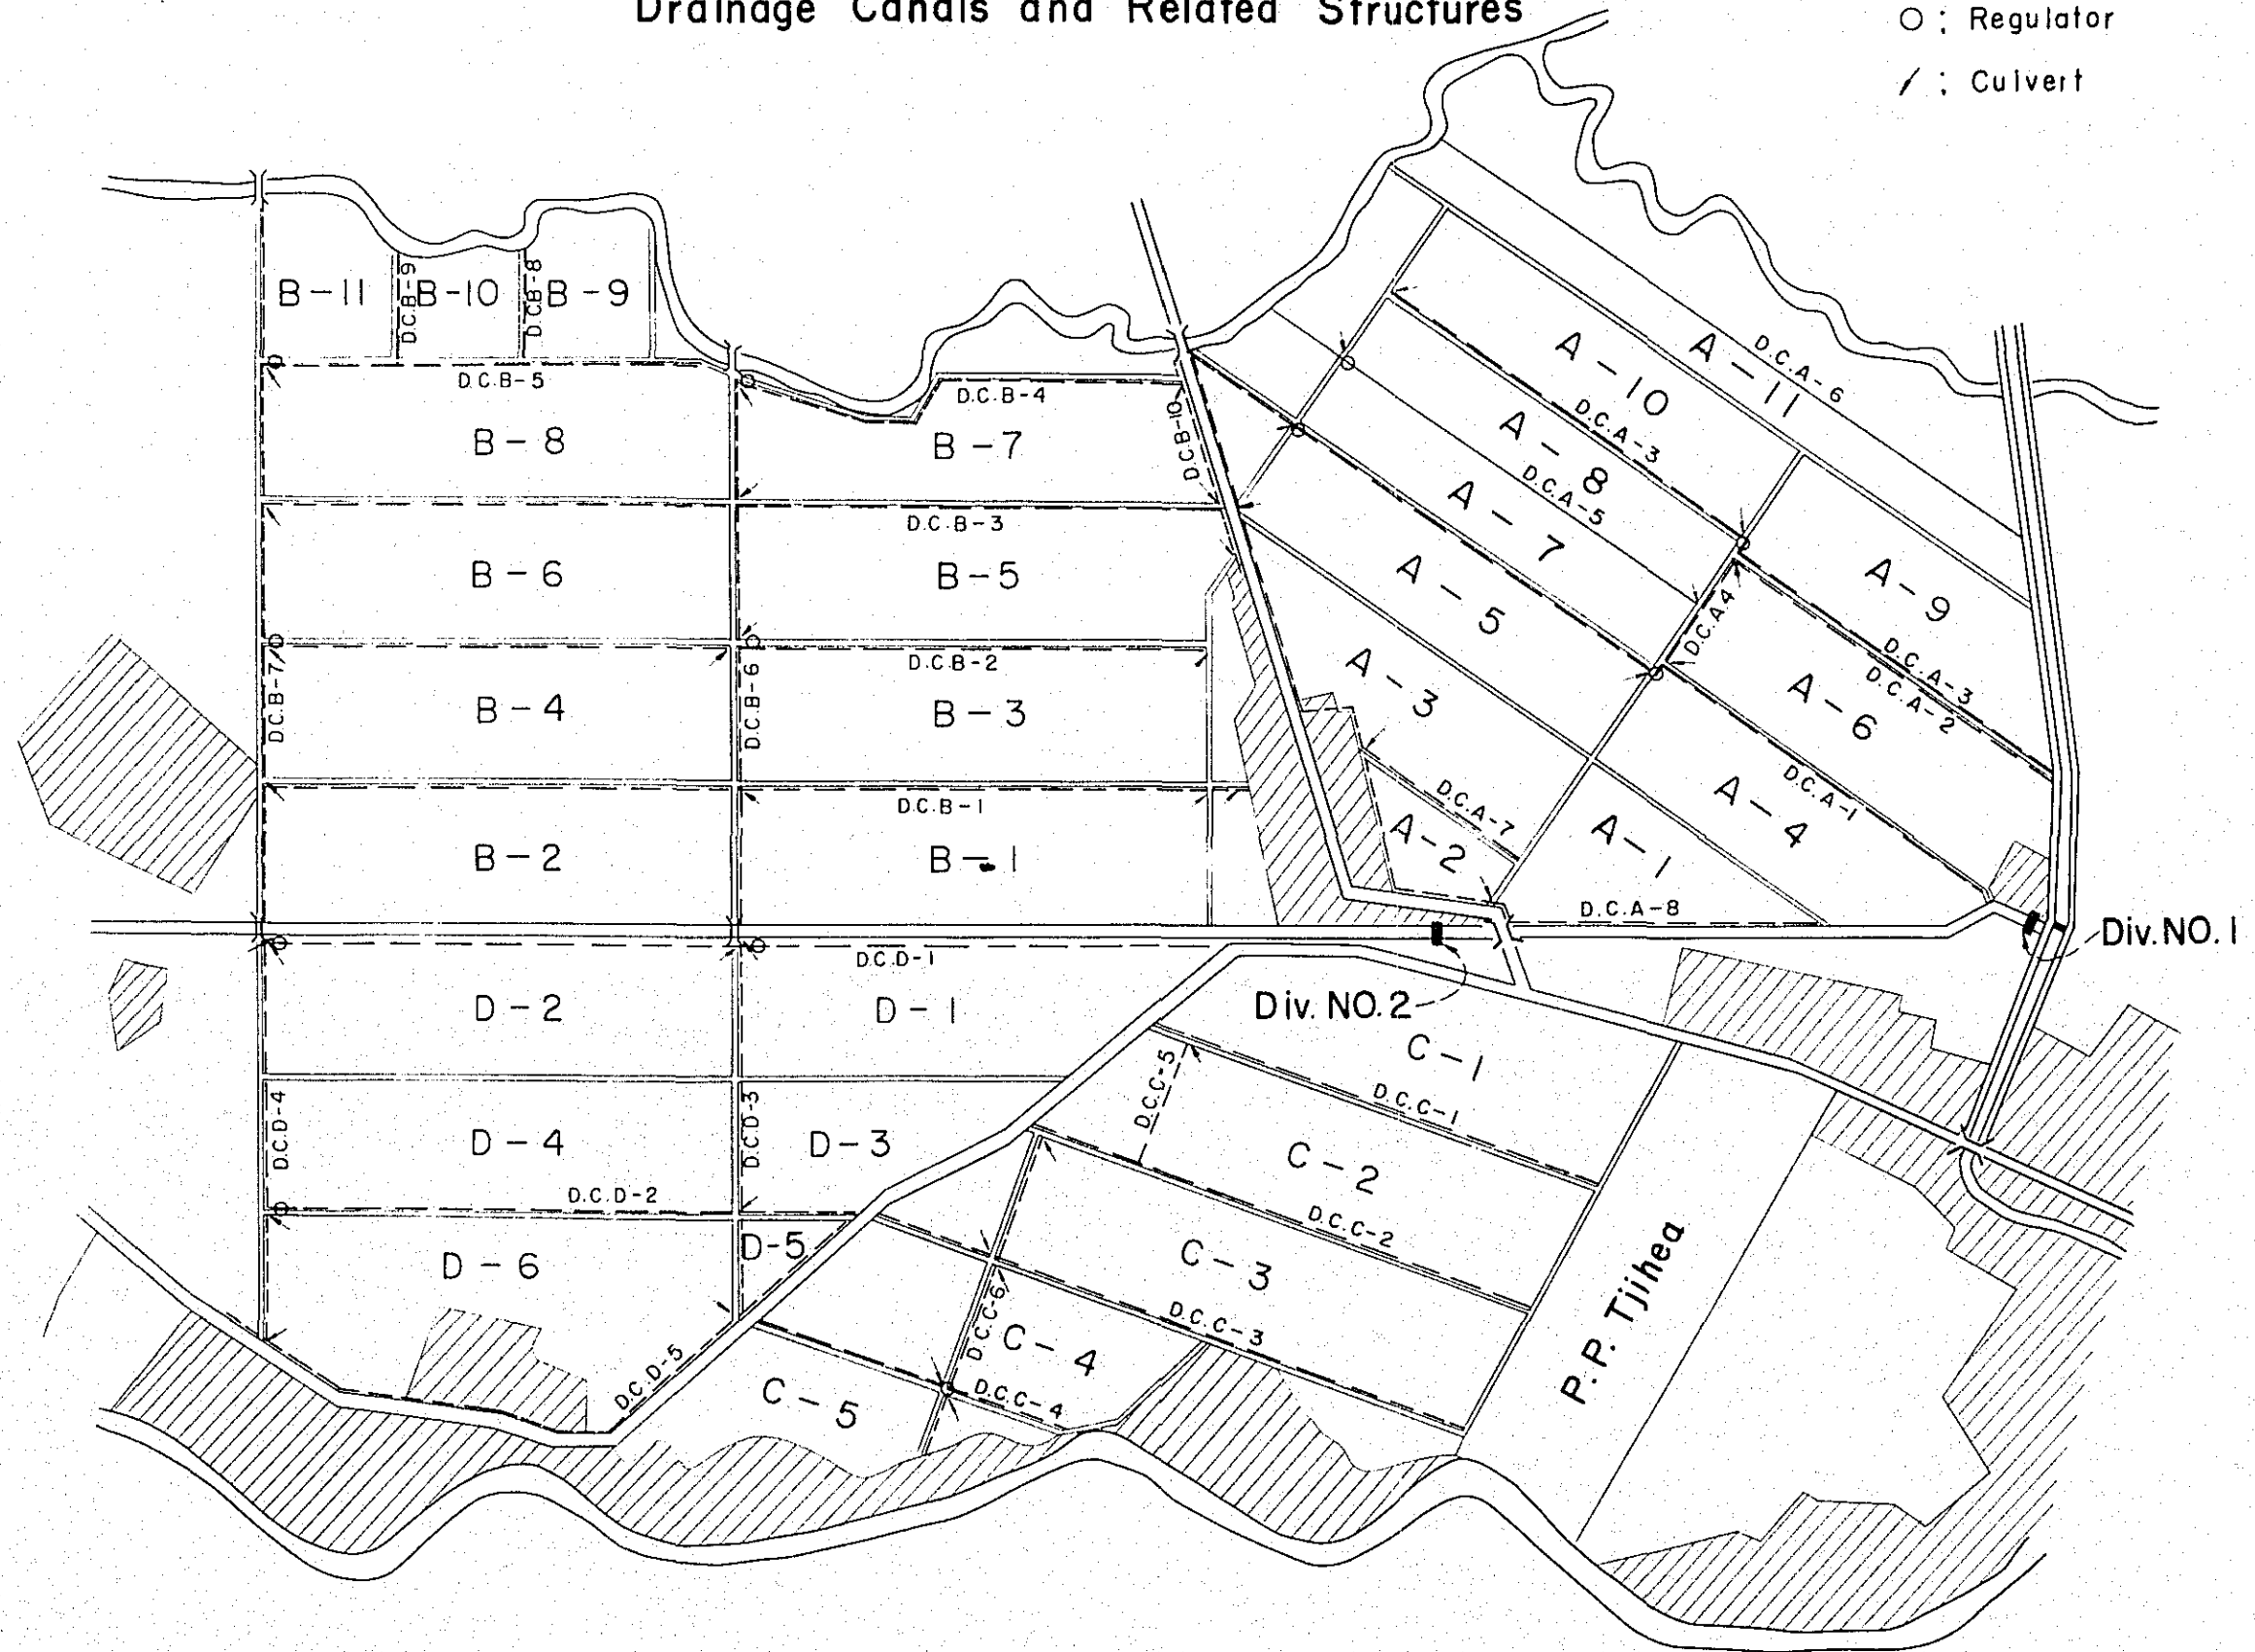 Drainage Canals and Related Structures
○ : Regulator
/ : Culvert
B-11
D.C.B-9
B-10
D.C.B-8
B-9
D.C.B-5
B-8
D.C.B-4
B-7
D.C.B-10
D.C.B-3
B-6
B-5
D.C.B-7
D.C.B-2
D.C.B-6
B-4
B-3
D.C.B-1
B-2
B-1
A-10
A-11
D.C.A-6
D.C.A-3
A-8
D.C.A-5
A-7
A-9
A-5
D.C.A4
D.C.A-3
D.C.A-2
A-6
A-3
D.C.A-1
D.C.A-7
A-4
A-2
A-1
D.C.A-8
Div.NO.1
Div.NO.2
D.C.D-1
D-2
D-1
D.C.D-4
D.C.D-3
D-4
D-3
D.C.D-2
D-5
D-6
D.C.D-5
C-1
D.C.C-5
D.C.C-1
C-2
D.C.C-2
C-3
D.C.C-3
D.C.C-6
C-4
D.C.C-4
C-5
P.P. Tjihea